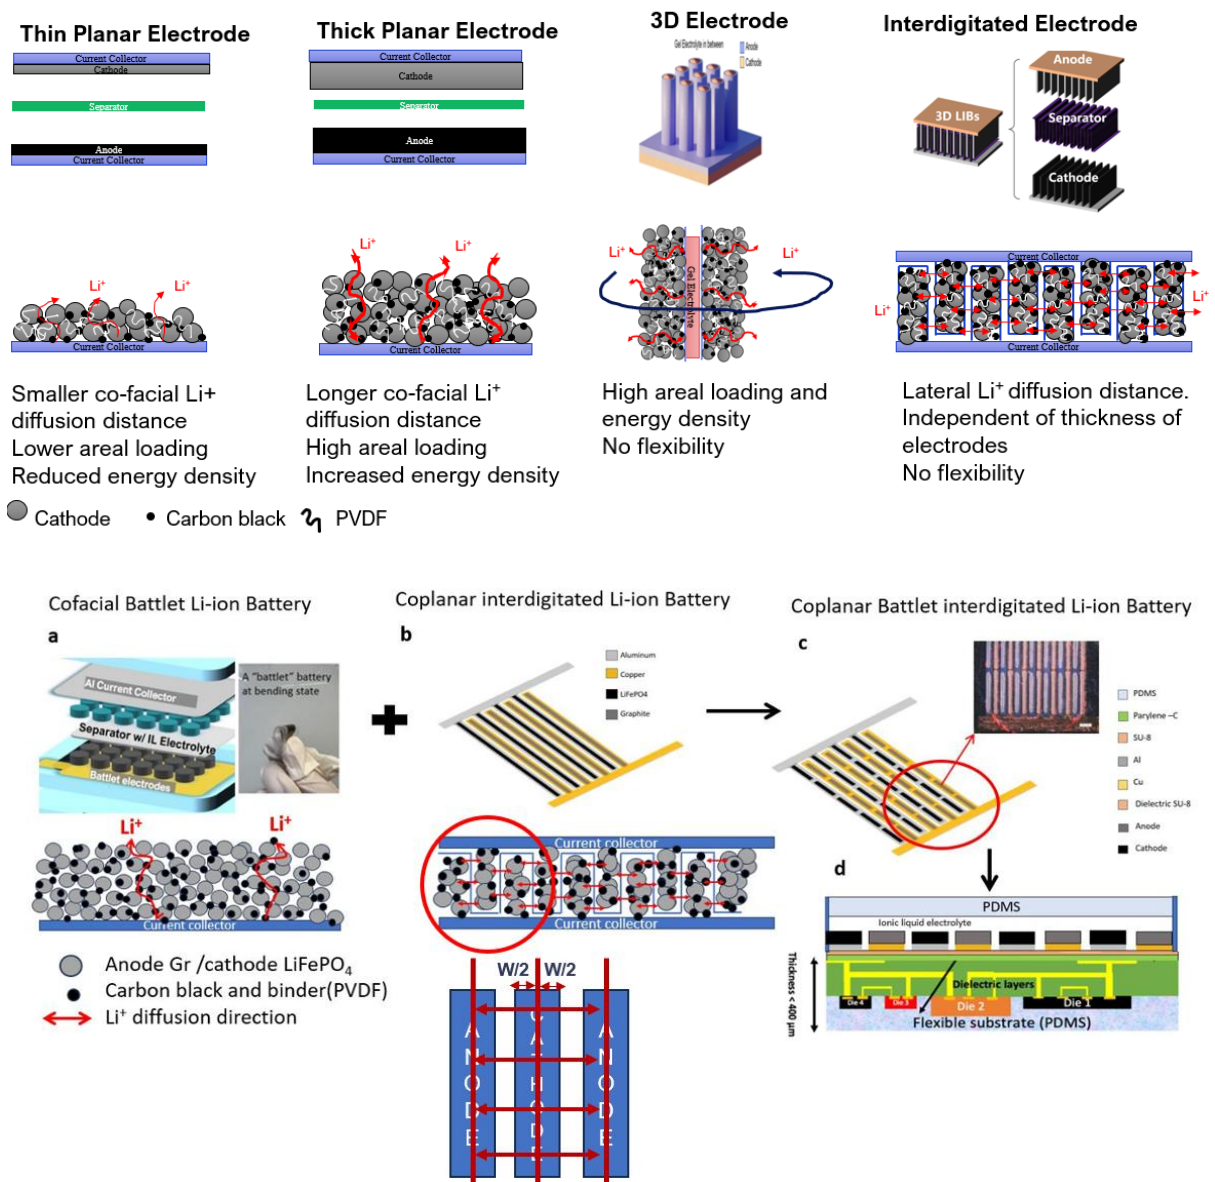 Thin Planar Electrode
Current Collector
Cathode
Separator
Anode
Current Collector
Li+
Li+
Current Collector
Smaller co-facial Li+
diffusion distance
Lower areal loading
Reduced energy density
Thick Planar Electrode
Current Collector
Cathode
Separator
Anode
Current Collector
Li+
Li+
Current Collector
Longer co-facial Li+
diffusion distance
High areal loading
Increased energy density
3D Electrode
Gel Electrolyte in between
Anode
Cathode
Li+
Li+
Gel Electrolyte
High areal loading and
energy density
No flexibility
Interdigitated Electrode
3D LIBs
Anode
Separator
Cathode
Current Collector
Li+
Li+
Current Collector
Lateral Li+ diffusion distance.
Independent of thickness of
electrodes
No flexibility
Cathode
Carbon black
PVDF
Cofacial Battlet Li-ion Battery
a
Al Current Collector
Separator w/ IL Electrolyte
Battlet electrodes
A "battlet" battery
at bending state
Li+
Li+
Current collector
Anode Gr /cathode LiFePO4
Carbon black and binder(PVDF)
Li+ diffusion direction
Coplanar interdigitated Li-ion Battery
b
Aluminum
Copper
LiFePO4
Graphite
Current collector
Current collector
W/2
W/2
ANODE
CATHODE
ANODE
Coplanar Battlet interdigitated Li-ion Battery
c
PDMS
Parylene –C
SU-8
Al
Cu
Dielectric SU-8
Anode
Cathode
d
PDMS
Ionic liquid electrolyte
Dielectric layers
Die 4
Die 3
Die 2
Die 1
Flexible substrate (PDMS)
Thickness < 400 µm